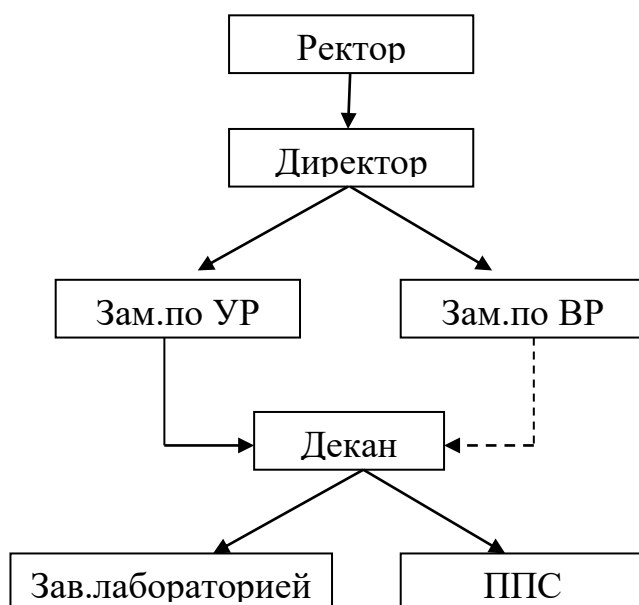 Ректор
Директор
Зам.по УР
Зам.по ВР
Декан
Зав.лабораторией
ППС